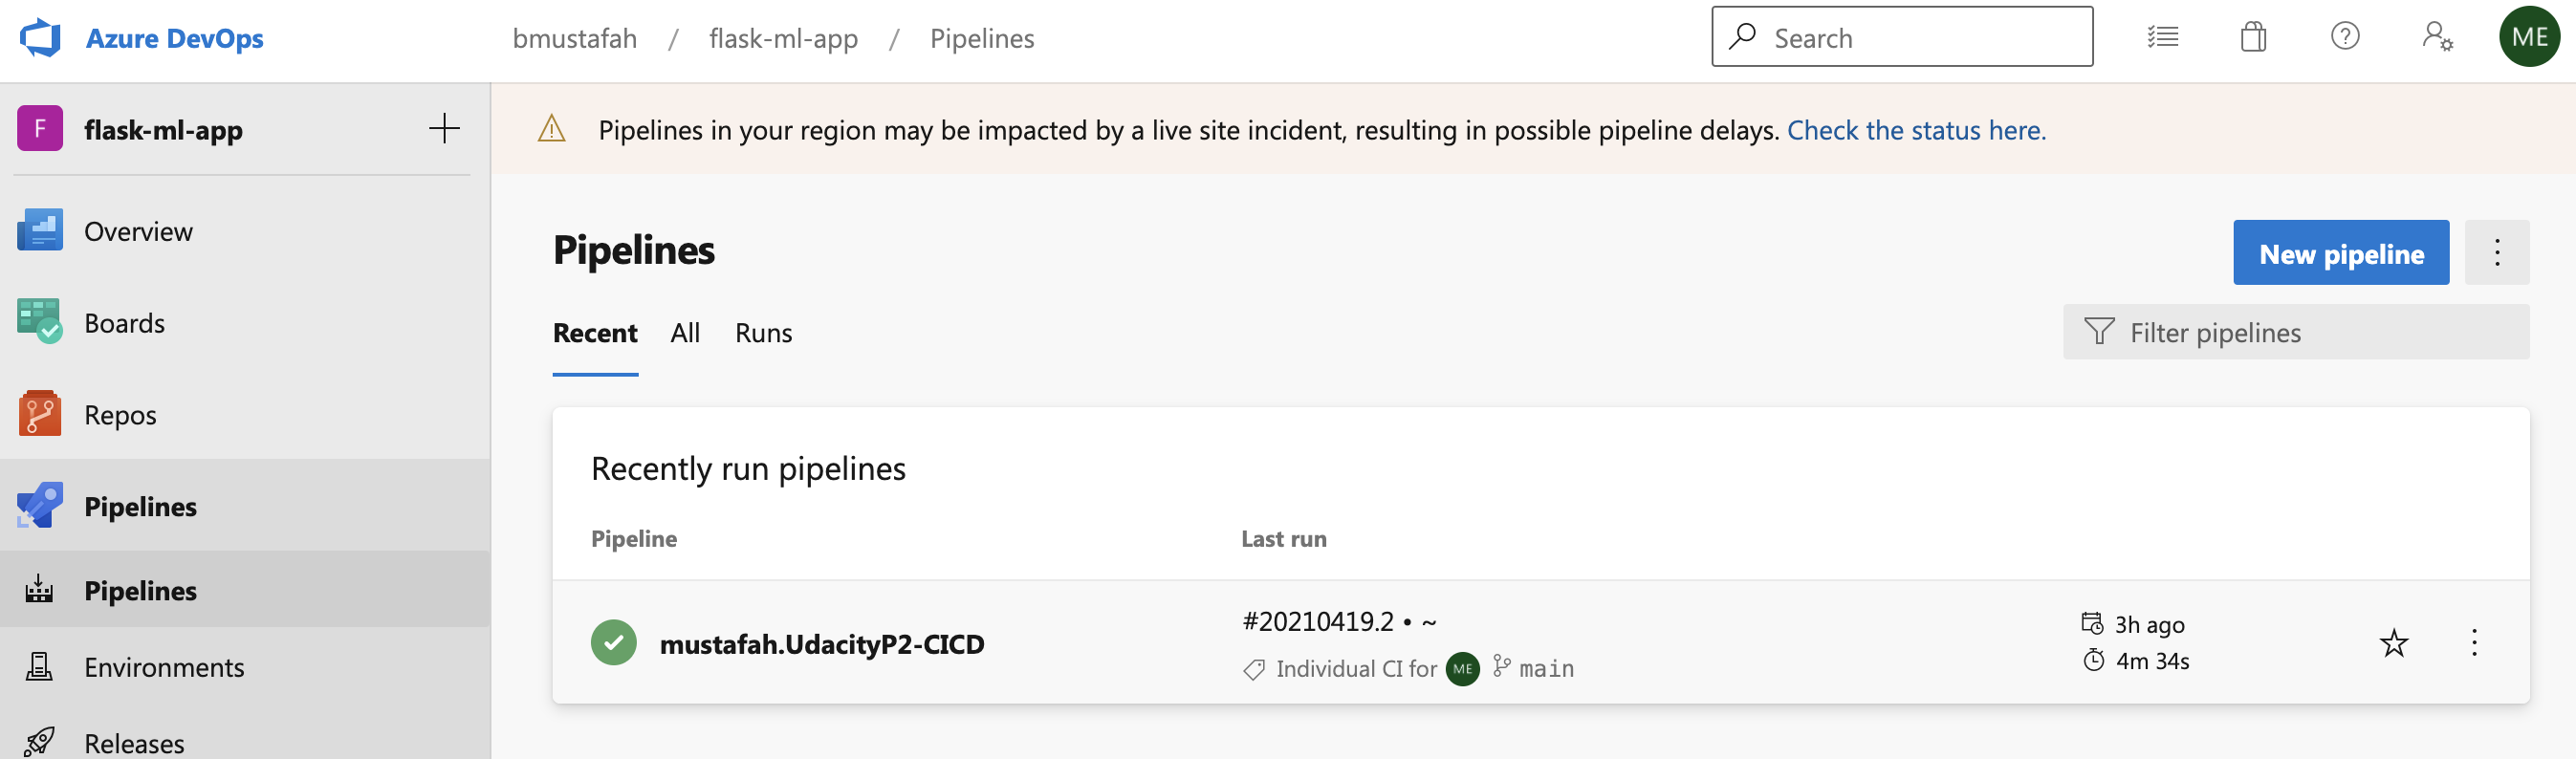 Azure DevOps
bmustafah / flask-ml-app / Pipelines
Search
ME
F flask-ml-app
Pipelines in your region may be impacted by a live site incident, resulting in possible pipeline delays. Check the status here.
Overview
Boards
Repos
Pipelines
Pipelines
Environments
Releases
Pipelines
New pipeline
Recent All Runs
Filter pipelines
Recently run pipelines
Pipeline Last run
mustafah.UdacityP2-CICD
#20210419.2 • ~
Individual CI for ME main
3h ago
4m 34s